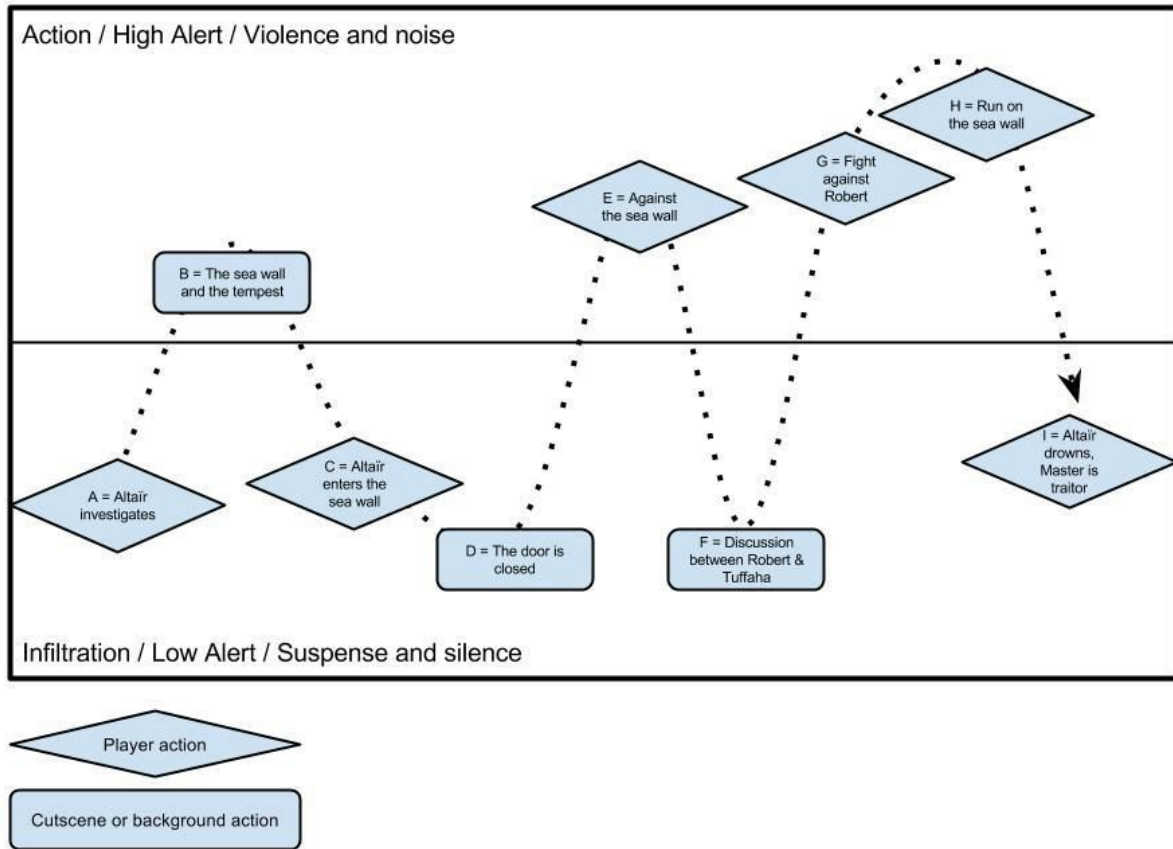 Action / High Alert / Violence and noise
A = Altaïr
investigates
B = The sea wall
and the tempest
C = Altaïr
enters the
sea wall
D = The door is
closed
E = Against
the sea wall
F = Discussion
between Robert &
Tuffaha
G = Fight
against
Robert
H = Run on
the sea wall
I = Altaïr
drowns,
Master is
traitor
Infiltration / Low Alert / Suspense and silence
Player action
Cutscene or background action